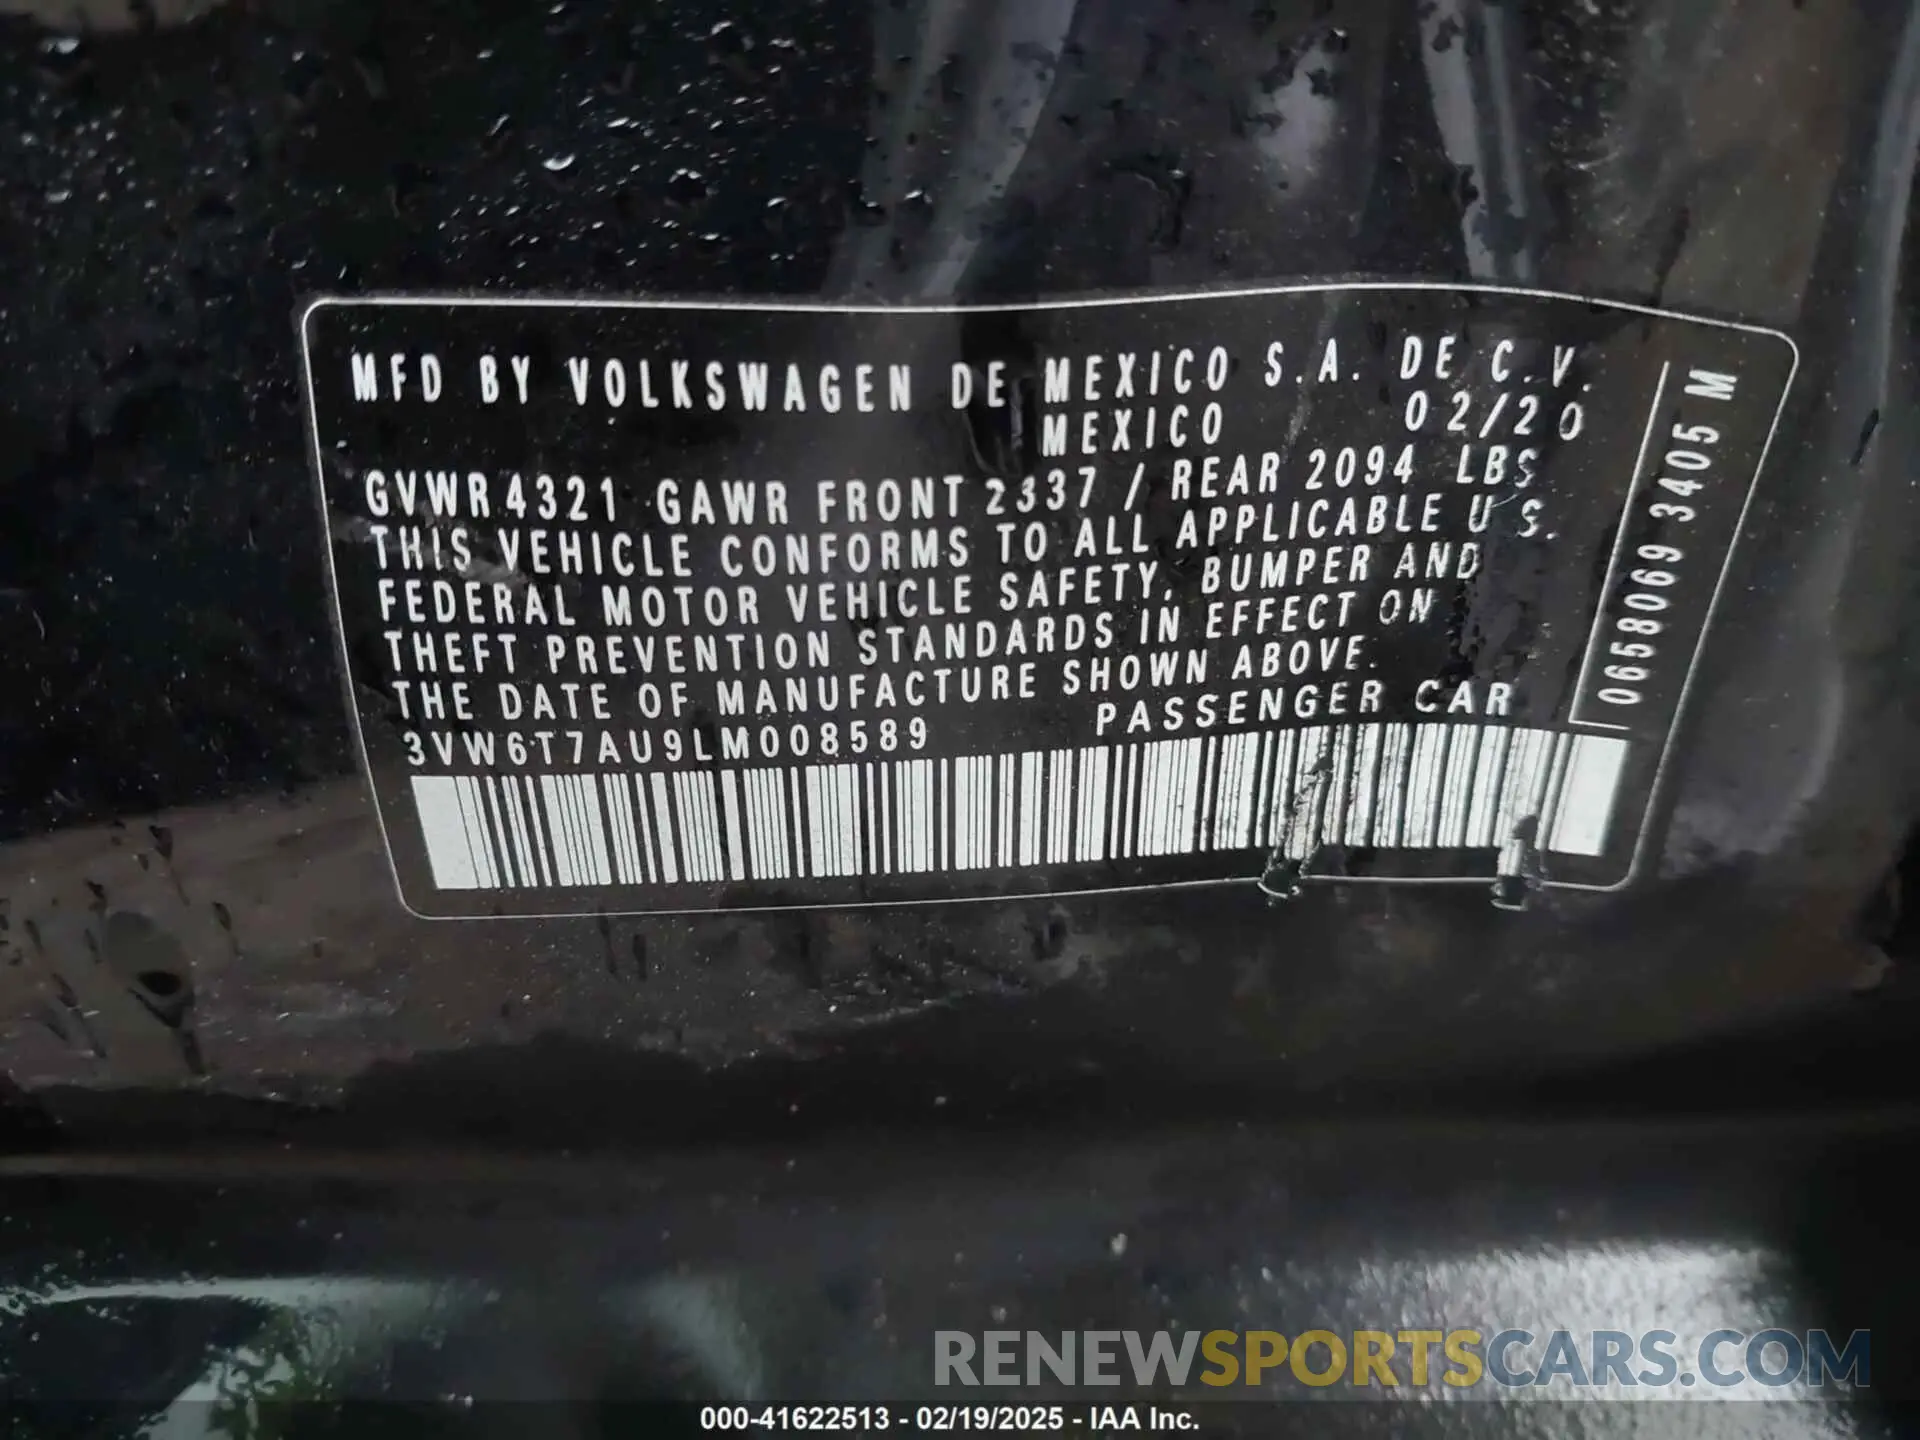 MFD BY VOLKSWAGEN DE MEXICO S.A. DE C.V.
MEXICO 02/20
GVWR 4321 GAWR FRONT 2337 / REAR 2094 LBS
THIS VEHICLE CONFORMS TO ALL APPLICABLE U S.
FEDERAL MOTOR VEHICLE SAFETY, BUMPER AND
THEFT PREVENTION STANDARDS IN EFFECT ON
THE DATE OF MANUFACTURE SHOWN ABOVE.
3VW6T7AU9LM008589 PASSENGER CAR
0658069 3405 M
RENEWSPORTSCARS.COM
000-41622513 - 02/19/2025 - IAA Inc.